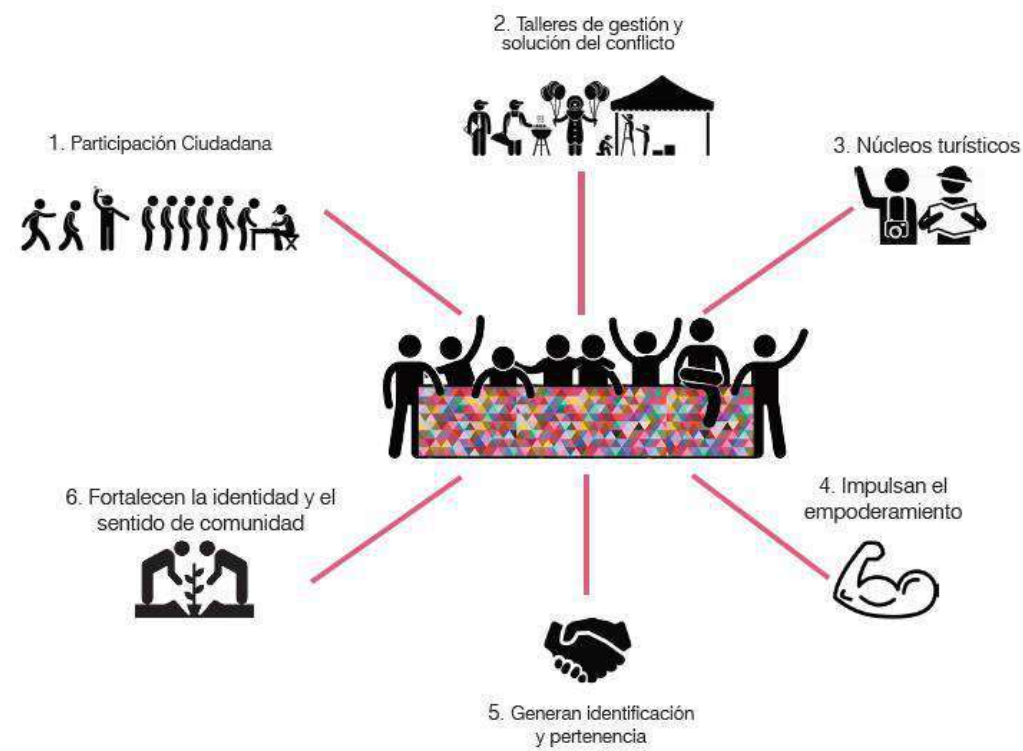 1. Participación Ciudadana
2. Talleres de gestión y
solución del conflicto
3. Núcleos turísticos
4. Impulsan el
empoderamiento
5. Generan identificación
y pertenencia
6. Fortalecen la identidad y el
sentido de comunidad